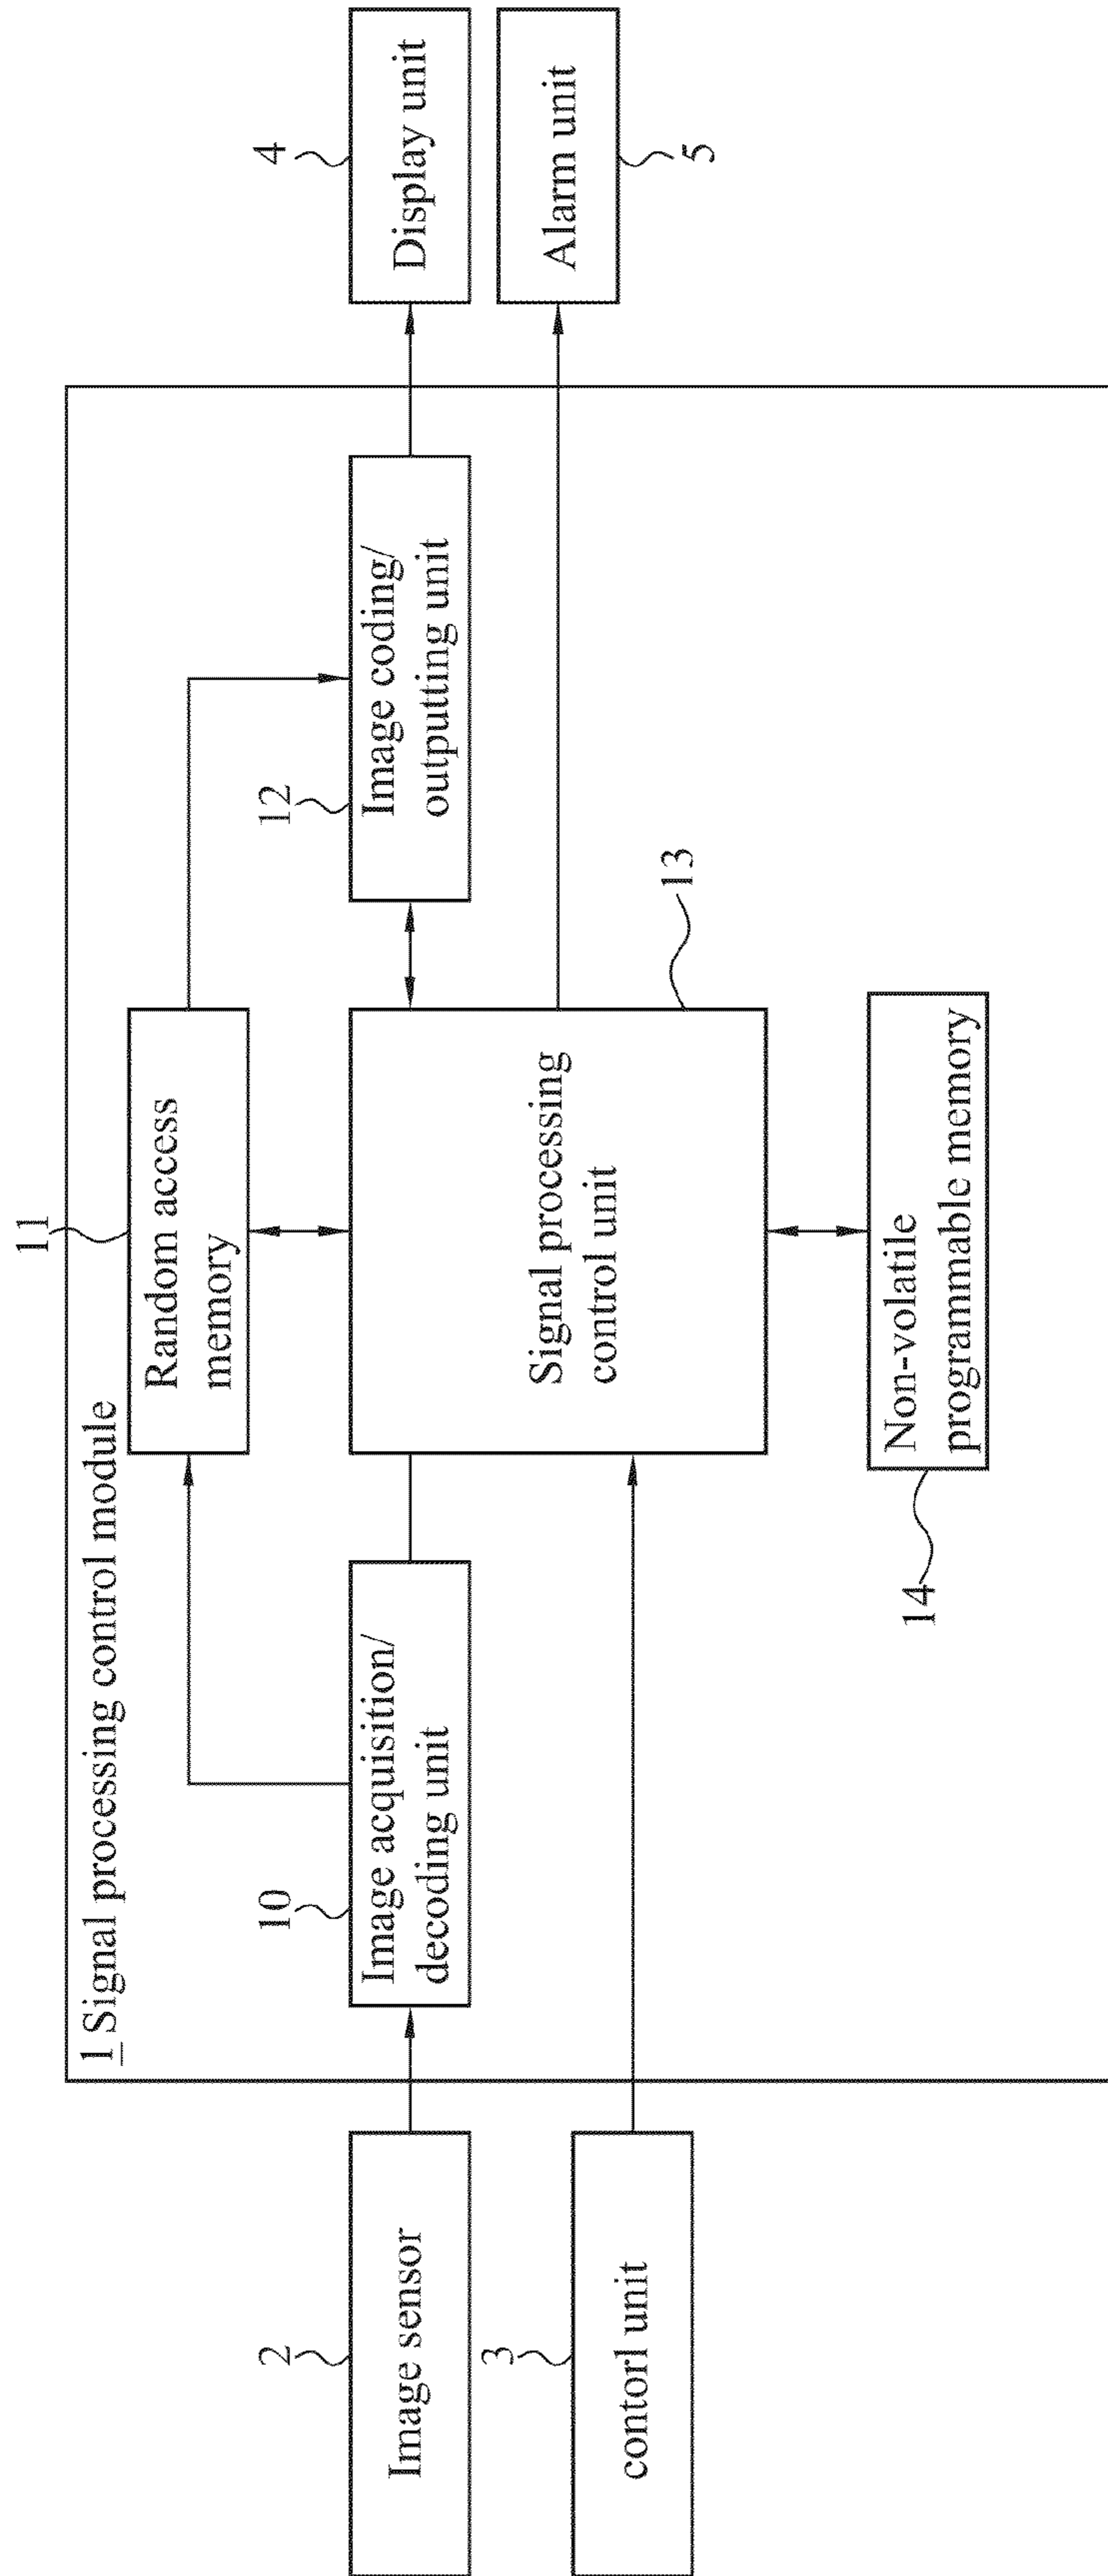 1 Signal processing control module
11
Random access
memory
2
Image sensor
10
Image acquisition/
decoding unit
12
Image coding/
outputing unit
4
Display unit
3
contorl unit
Signal processing
control unit
13
Alarm unit
5
14
Non-volatile
programmable memory